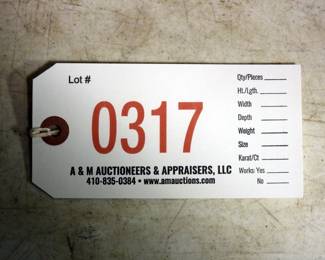 Lot #
0317
A & M AUCTIONEERS & APPRAISERS, LLC
410-835-0384 • www.amauctions.com
Qty/Pieces
Ht./Lgth.
Width
Depth
Weight
Size
Karat/Ct
Works: Yes
No